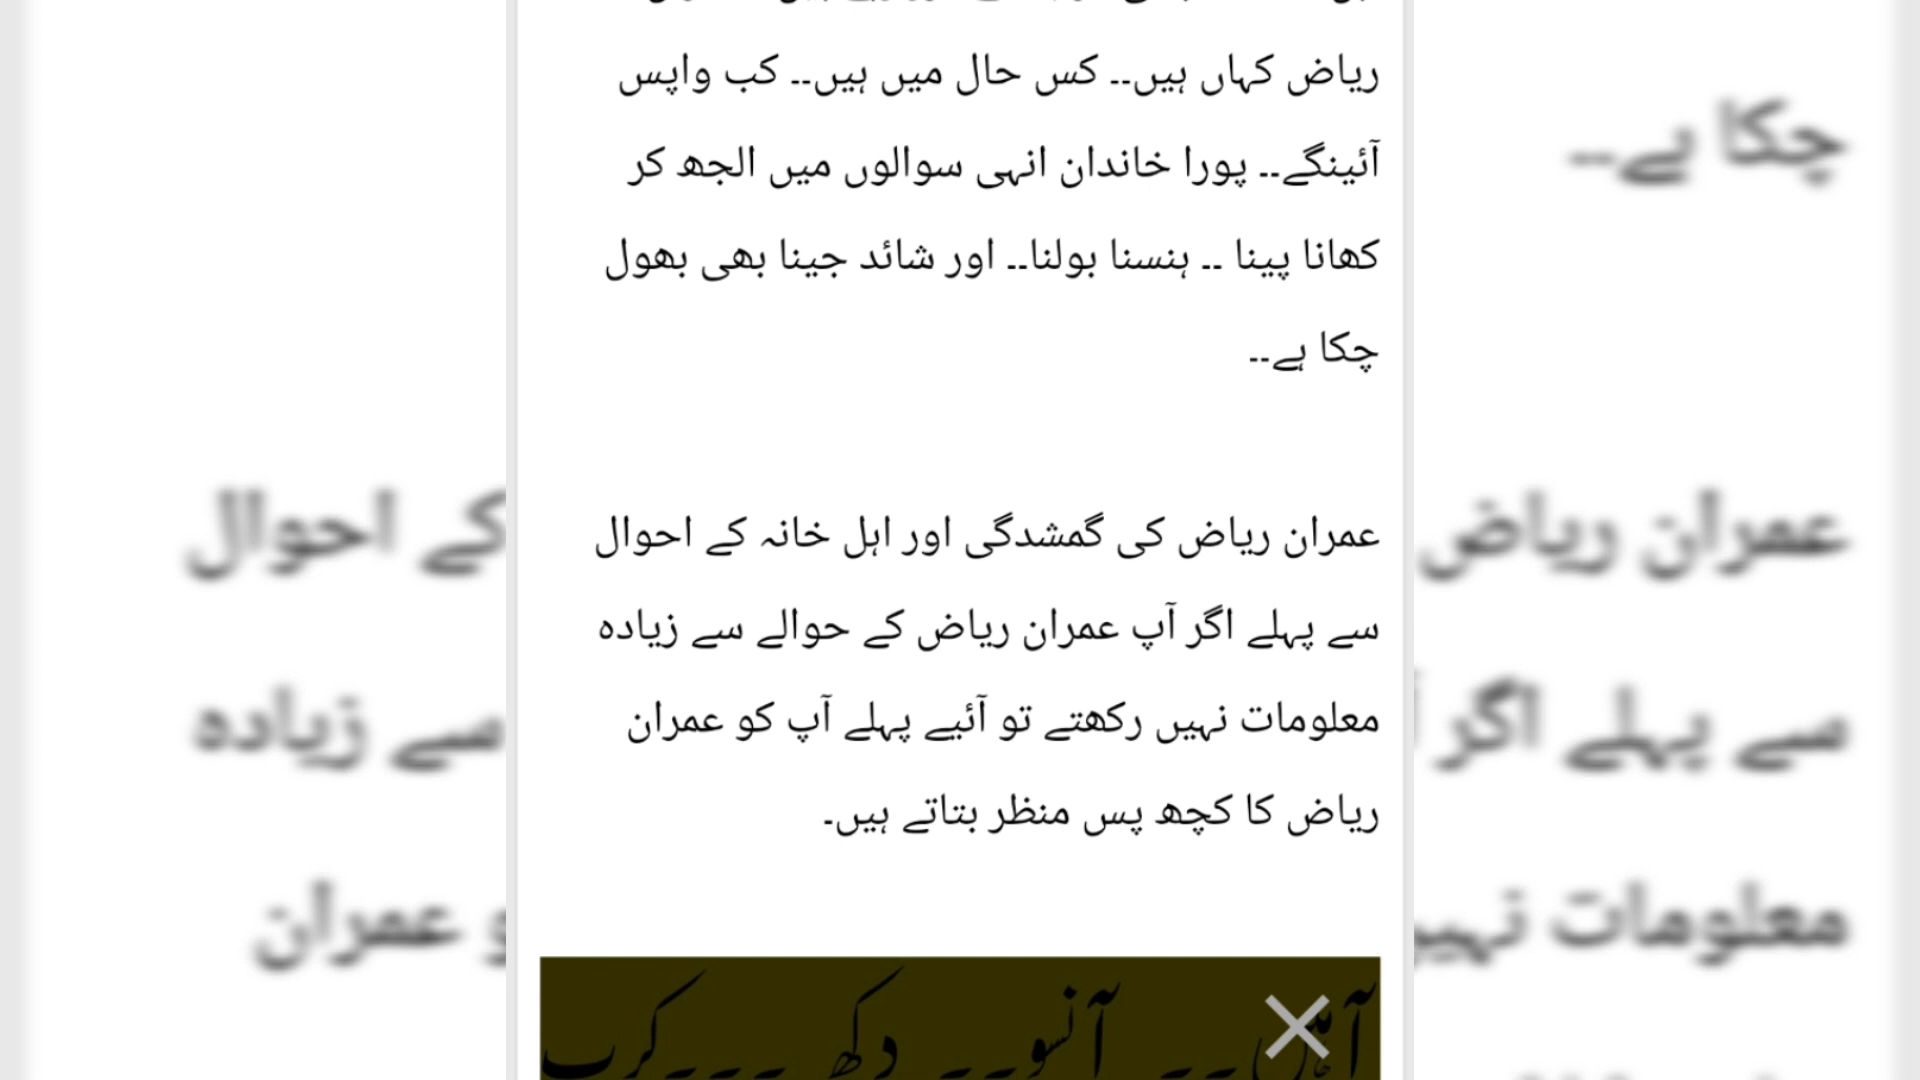 ریاض کہاں ہیں۔۔ کس حال میں ہیں۔۔ کب واپس
آئینگے۔۔ پورا خاندان انہی سوالوں میں الجھ کر
کھانا پینا ۔۔ ہنسنا بولنا۔۔ اور شائد جینا بھی بھول
چکا ہے۔۔
عمران ریاض کی گمشدگی اور اہل خانہ کے احوال
سے پہلے اگر آپ عمران ریاض کے حوالے سے زیادہ
معلومات نہیں رکھتے تو آئیے پہلے آپ کو عمران
ریاض کا کچھ پس منظر بتاتے ہیں۔
آہیں۔۔ آنسو۔۔ دکھ ۔۔۔کرب